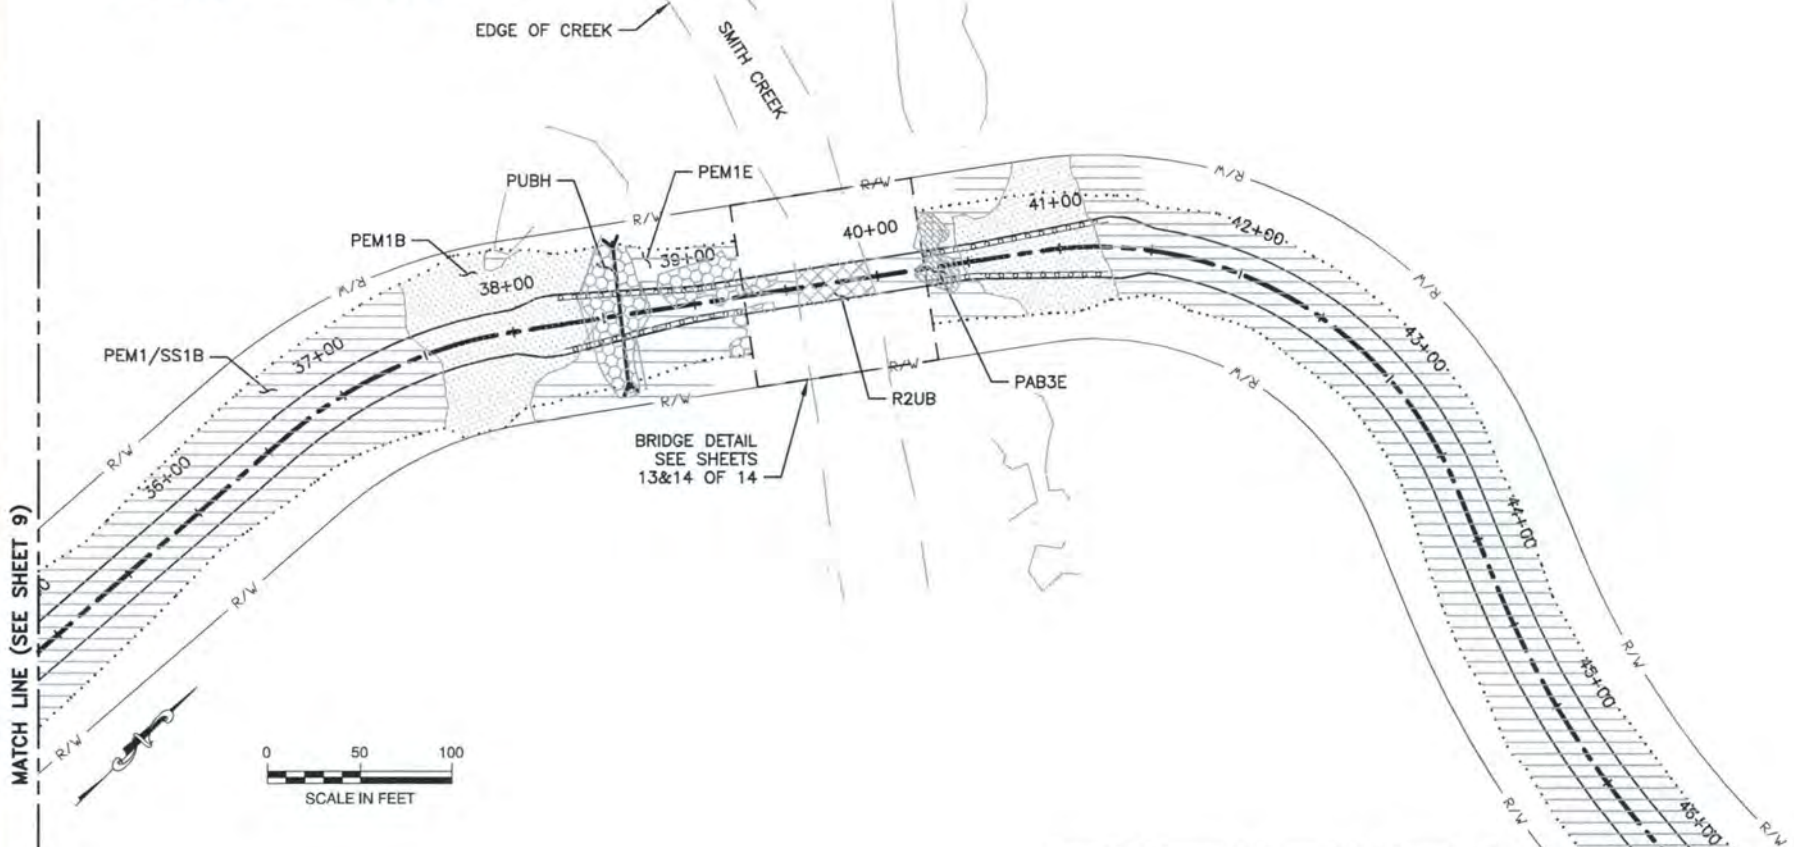 EDGE OF CREEK
SMITH CREEK
PUBH
PEM1E
R/W
R/W
R/W
40+00
41+00
42+00
PEM1B
38+00
39+00
R/W
R/W
PEM1/SS1B
37+00
43+00
R/W
R/W
R/W
PAB3E
R2UB
BRIDGE DETAIL
SEE SHEETS
13&14 OF 14
R/W
36+00
44+00
MATCH LINE (SEE SHEET 9)
0
R/W
R/W
45+00
R/W
0 50 100
SCALE IN FEET
R/W
46+00
R/W